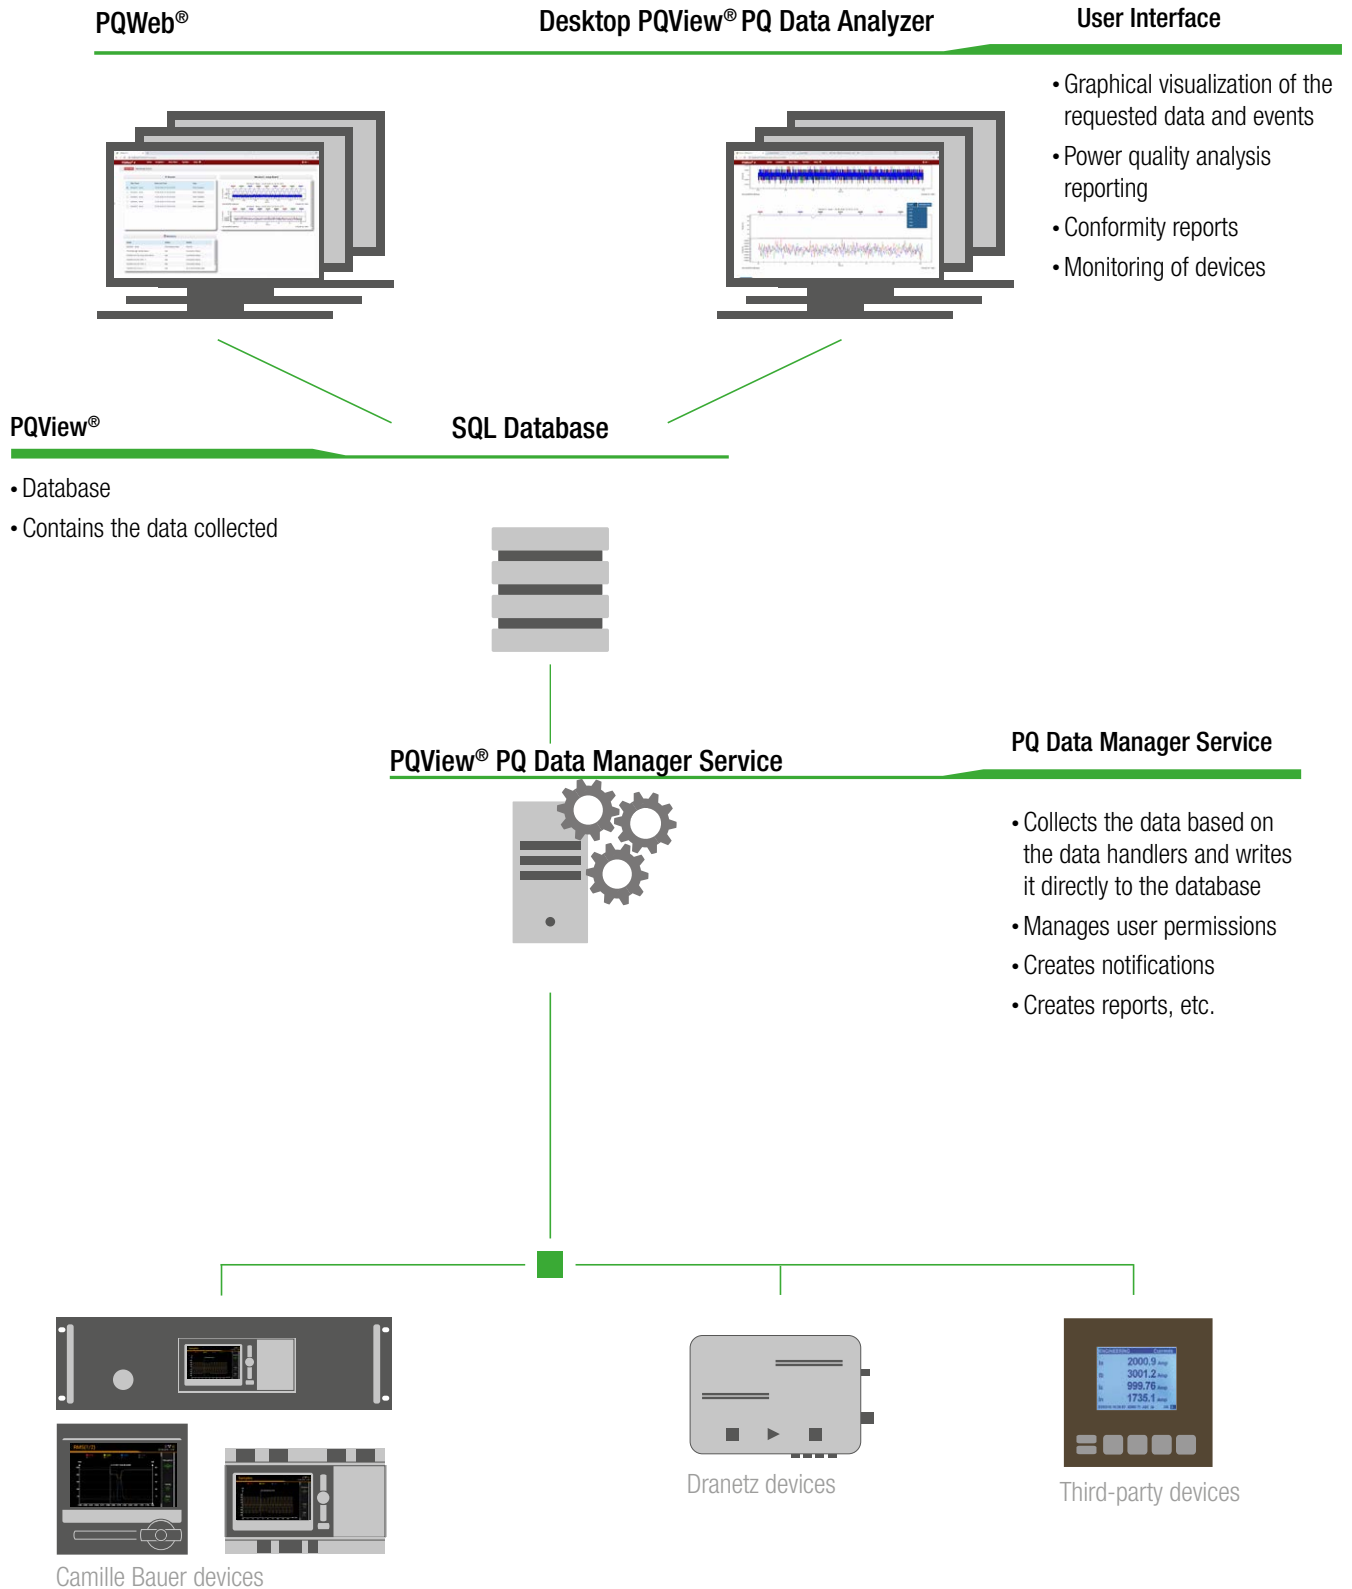 PQWeb®
Desktop PQView® PQ Data Analyzer
User Interface
• Graphical visualization of the
requested data and events
• Power quality analysis
reporting
• Conformity reports
• Monitoring of devices
PQView®
SQL Database
• Database
• Contains the data collected
PQView® PQ Data Manager Service
PQ Data Manager Service
• Collects the data based on
the data handlers and writes
it directly to the database
• Manages user permissions
• Creates notifications
• Creates reports, etc.
2000.9 Amp
3001.2 Amp
999.76 Amp
1735.1 Amp
Dranetz devices
Third-party devices
Camille Bauer devices